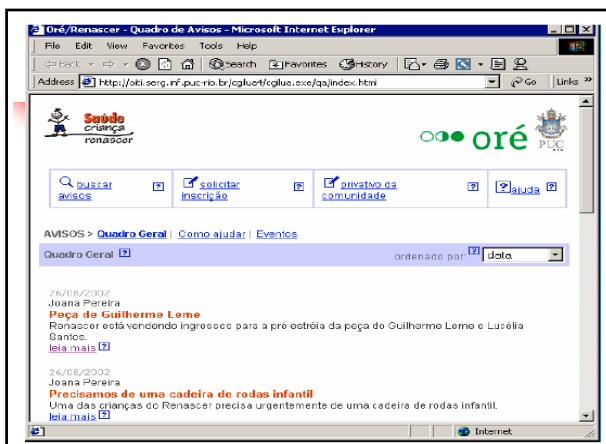 Oré/Renascer - Quadro de Avisos - Microsoft Internet Explorer
File Edit View Favorites Tools Help
Back Search Favorites History
Address http://oiti.serg.inf.puc-rio.br/cgilua4/cgilua.exe/qa/index.html Go Links »
Saúde
criança
renascer
oré
PUC
buscar avisos ?
solicitar inscrição ?
privativo da comunidade ?
? ajuda ?
AVISOS > Quadro Geral | Como ajudar | Eventos
Quadro Geral ? ordenado por: ? data
26/08/2002
Joana Pereira
Peça de Guilherme Leme
Renascer está vendendo ingressos para a pré estréia da peça do Guilherme Leme e Lucélia
Santos.
leia mais ?
26/08/2002
Joana Pereira
Precisamos de uma cadeira de rodas infantil
Uma das crianças do Renascer precisa urgentemente de uma cadeira de rodas infantil.
leia mais ?
Internet